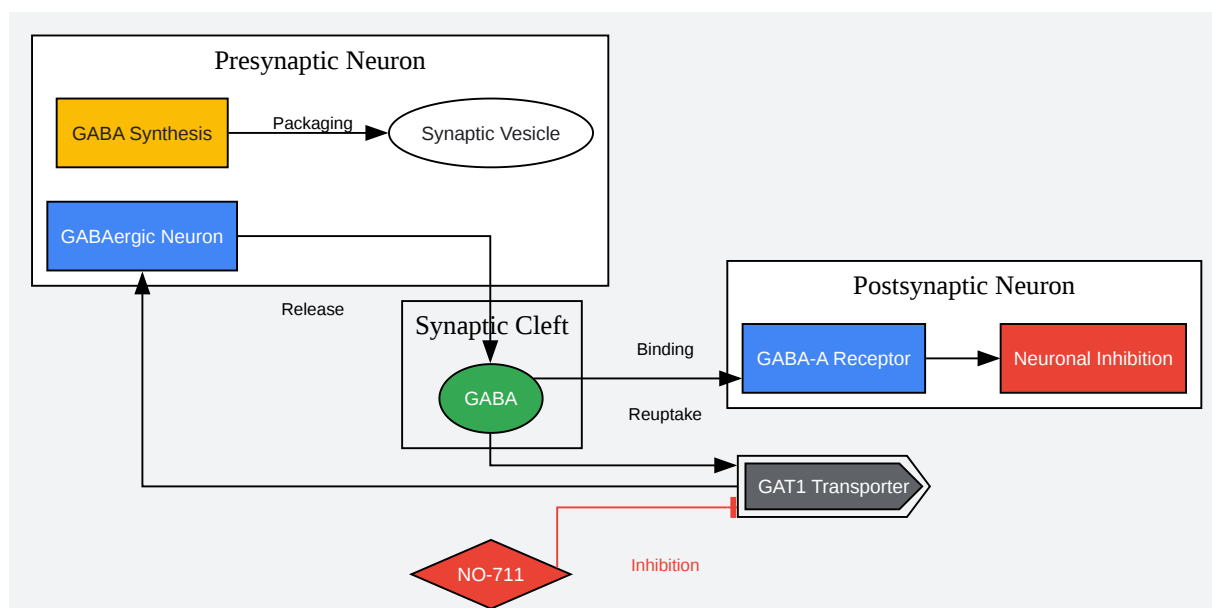 Presynaptic Neuron
GABA Synthesis
Packaging
Synaptic Vesicle
GABAergic Neuron
Release
Synaptic Cleft
GABA
Postsynaptic Neuron
Binding
GABA-A Receptor
Neuronal Inhibition
Reuptake
GAT1 Transporter
NO-711
Inhibition